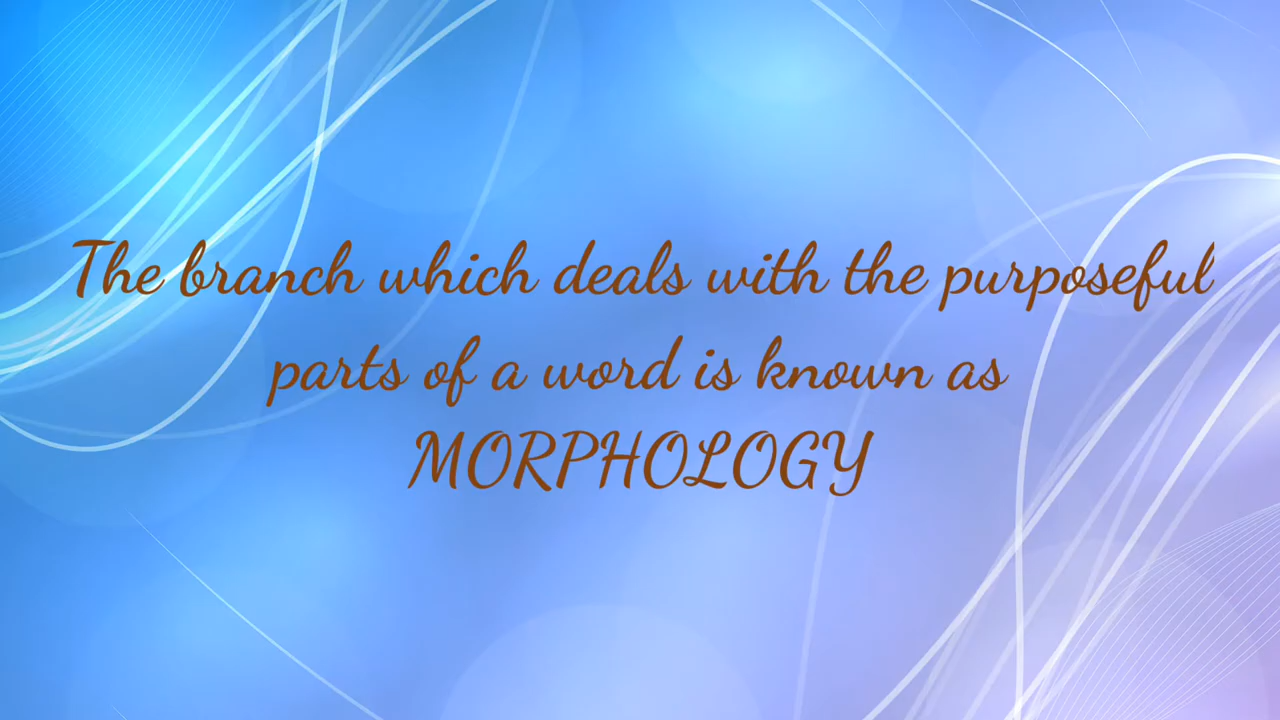 The branch which deals with the purposeful
parts of a word is known as
MORPHOLOGY